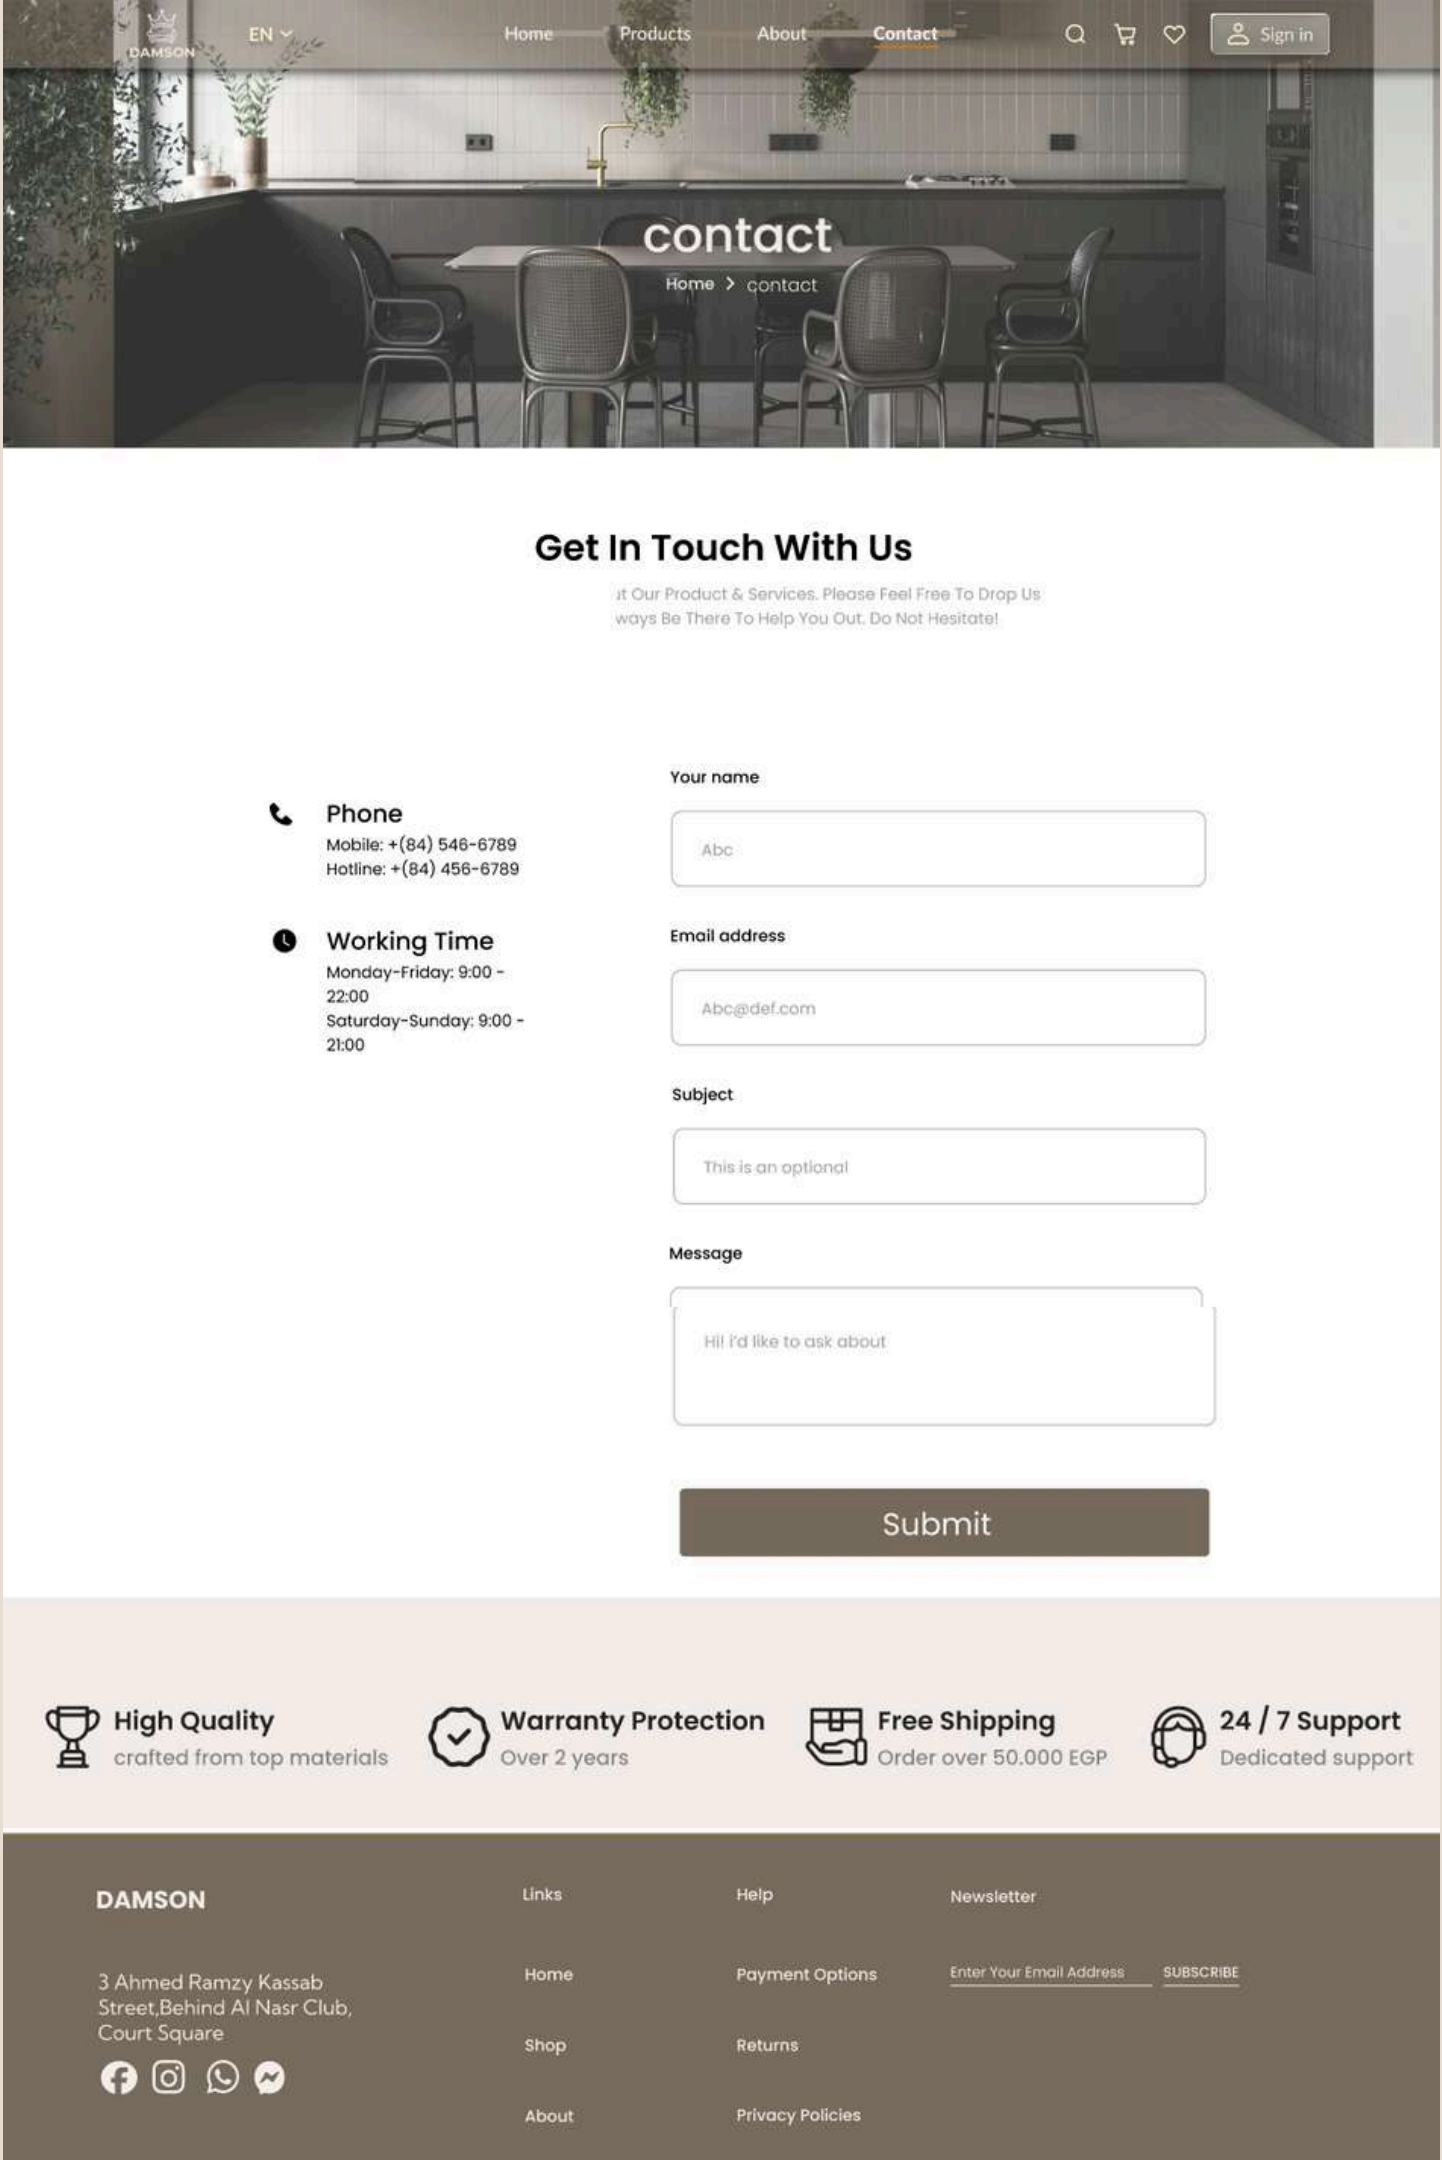 DAMSON
EN
Home
Products
About
Contact
Sign in
contact
Home > contact
Get In Touch With Us
t Our Product & Services. Please Feel Free To Drop Us
ways Be There To Help You Out. Do Not Hesitate!
Phone
Mobile: +(84) 546-6789
Hotline: +(84) 456-6789
Working Time
Monday-Friday: 9:00 -
22:00
Saturday-Sunday: 9:00 -
21:00
Your name
Abc
Email address
Abc@def.com
Subject
This is an optional
Message
Hi! i'd like to ask about
Submit
High Quality
crafted from top materials
Warranty Protection
Over 2 years
Free Shipping
Order over 50.000 EGP
24 / 7 Support
Dedicated support
DAMSON
3 Ahmed Ramzy Kassab
Street,Behind Al Nasr Club,
Court Square
Links
Home
Shop
About
Help
Payment Options
Returns
Privacy Policies
Newsletter
Enter Your Email Address
SUBSCRIBE